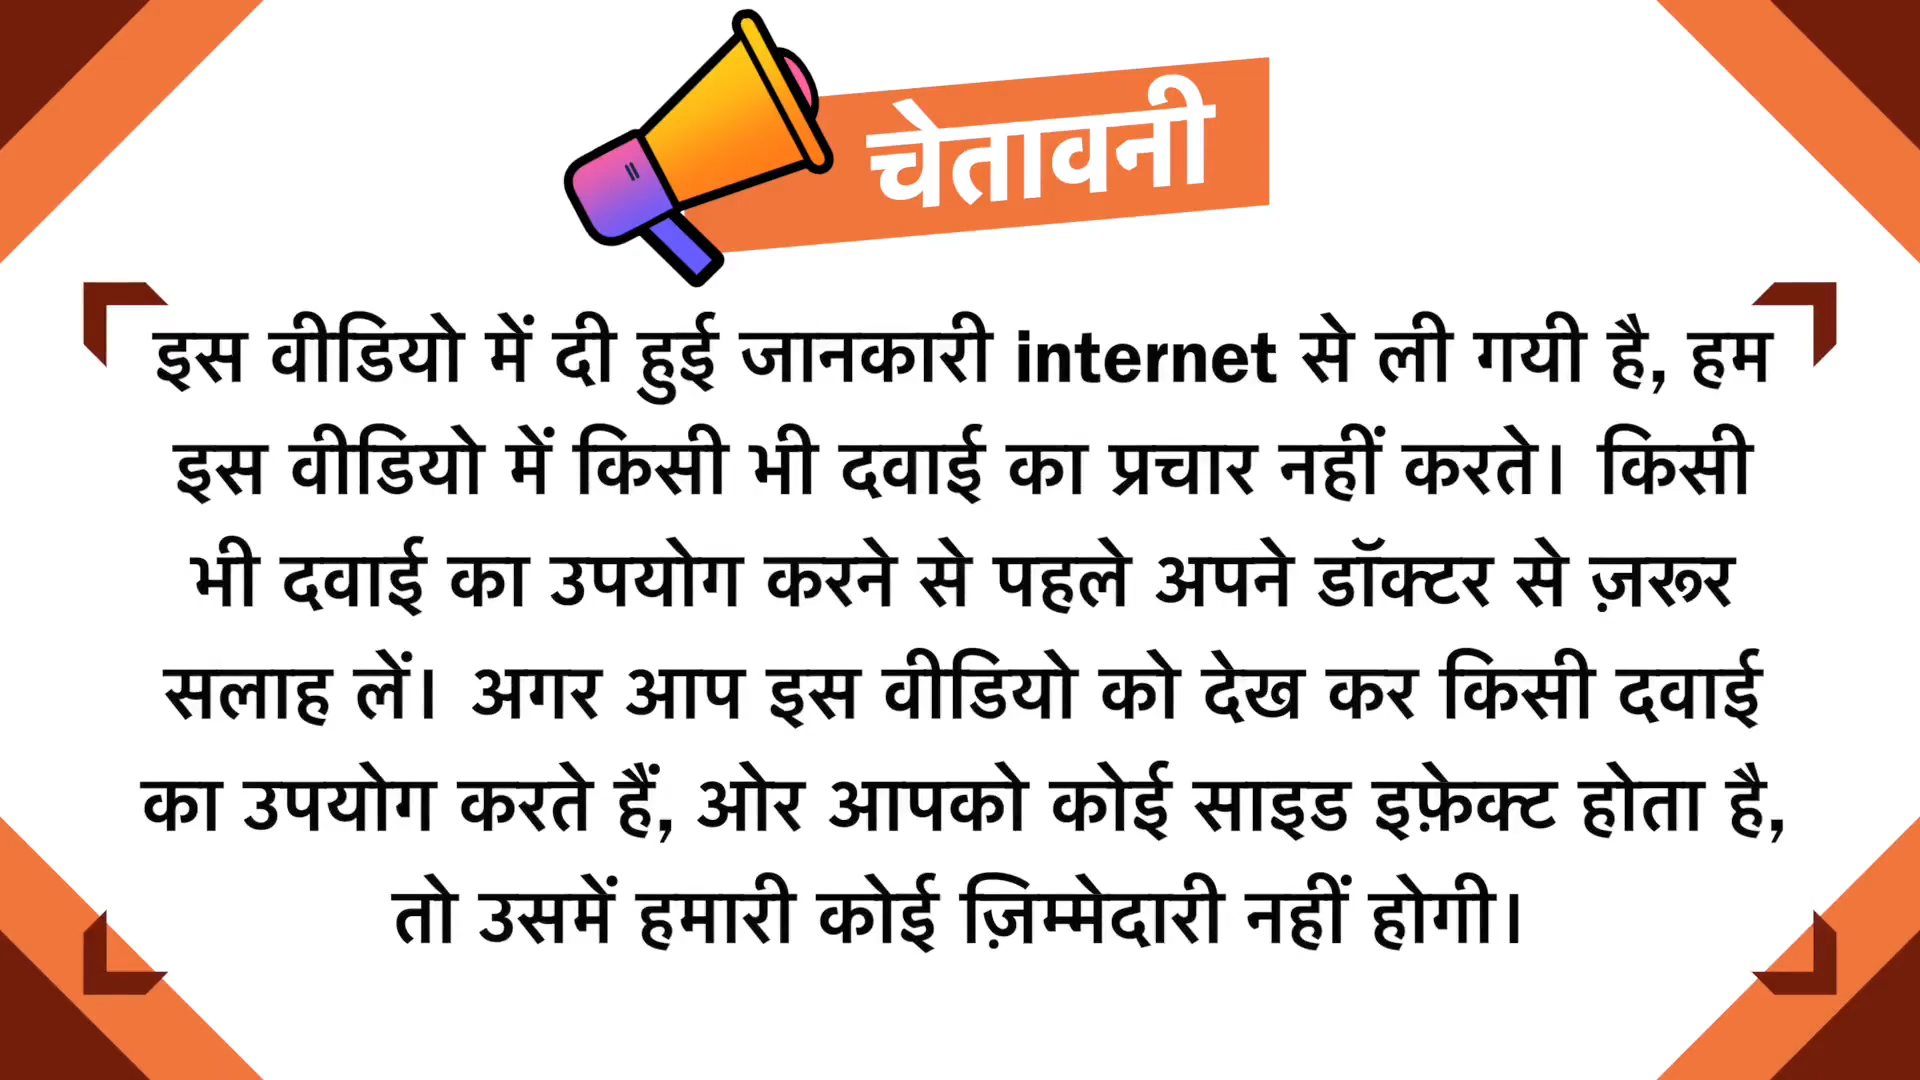 चेतावनी
इस वीडियो में दी हुई जानकारी internet से ली गयी है, हम
इस वीडियो में किसी भी दवाई का प्रचार नहीं करते। किसी
भी दवाई का उपयोग करने से पहले अपने डॉक्टर से ज़रूर
सलाह लें। अगर आप इस वीडियो को देख कर किसी दवाई
का उपयोग करते हैं, ओर आपको कोई साइड इफ़ेक्ट होता है,
तो उसमें हमारी कोई ज़िम्मेदारी नहीं होगी।